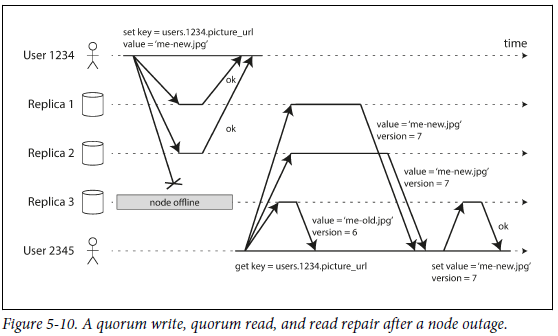 set key = users.1234.picture_url
value = ‘me-new.jpg’
time
User 1234
ok
Replica 1
ok
value = ‘me-new.jpg’
version = 7
Replica 2
value = ‘me-new.jpg’
version = 7
Replica 3
node offline
value = ‘me-old.jpg’
version = 6
ok
User 2345
get key = users.1234.picture_url
set value = ‘me-new.jpg’
version = 7
Figure 5-10. A quorum write, quorum read, and read repair after a node outage.